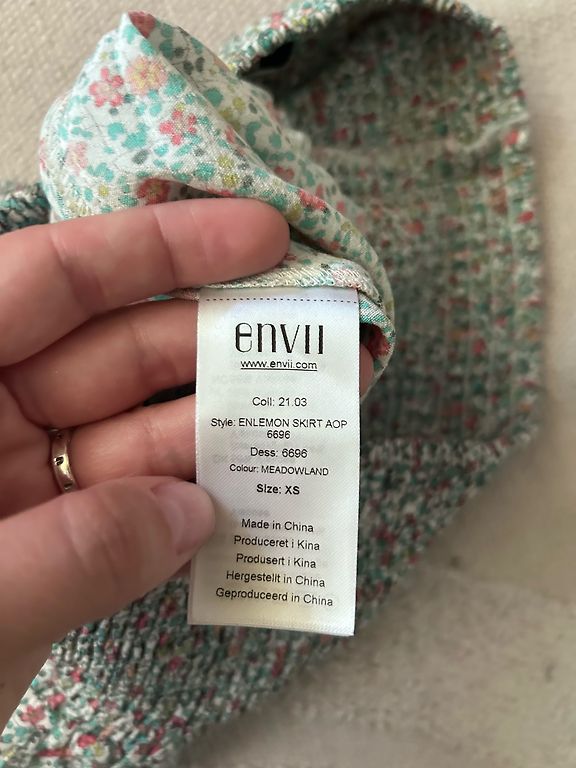 envii
www.envii.com
Coll: 21.03
Style: ENLEMON SKIRT AOP
6696
Dess: 6696
Colour: MEADOWLAND
Size: XS
Made in China
Produceret i Kina
Produsert i Kina
Hergestellt in China
Geproduceerd in China